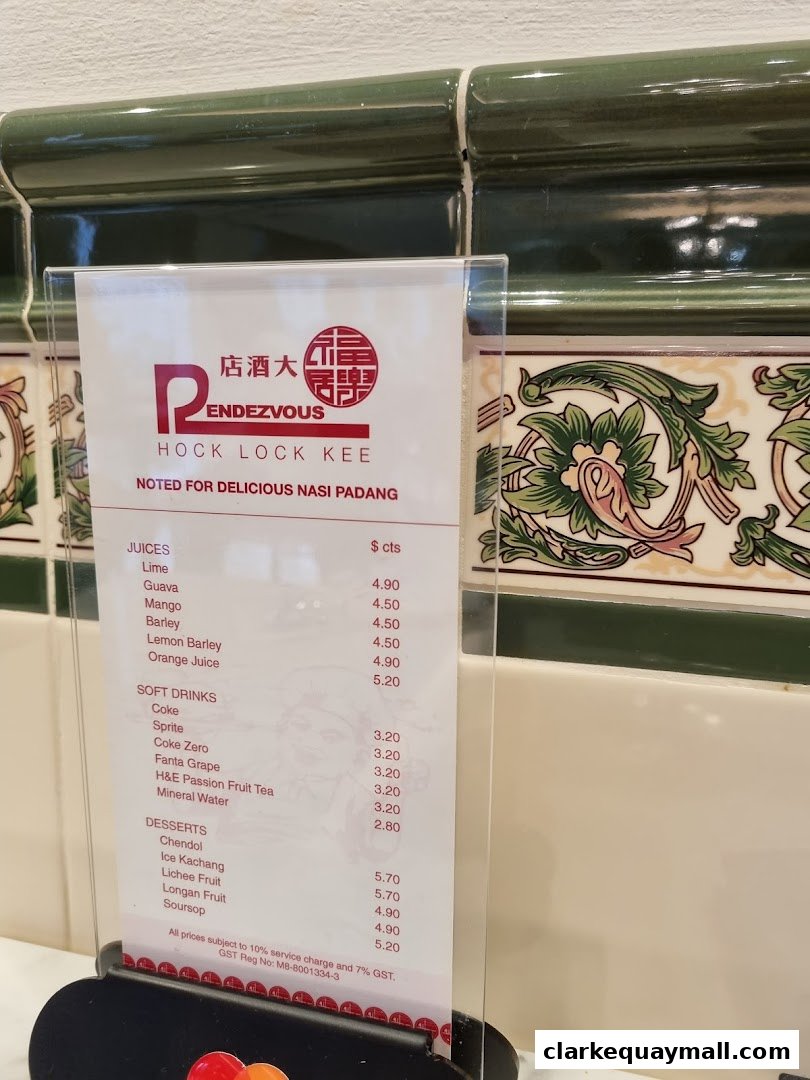 大酒店
福樂居
RENDEZVOUS
HOCK LOCK KEE
NOTED FOR DELICIOUS NASI PADANG
JUICES $ cts
Lime 4.90
Guava 4.50
Mango 4.50
Barley 4.50
Lemon Barley 4.90
Orange Juice 5.20
SOFT DRINKS
Coke 3.20
Sprite 3.20
Coke Zero 3.20
Fanta Grape 3.20
H&E Passion Fruit Tea 3.20
Mineral Water 2.80
DESSERTS
Chendol 5.70
Ice Kachang 5.70
Lichee Fruit 4.90
Longan Fruit 4.90
Soursop 5.20
All prices subject to 10% service charge and 7% GST.
GST Reg No: M8-8001334-3
clarkequaymall.com